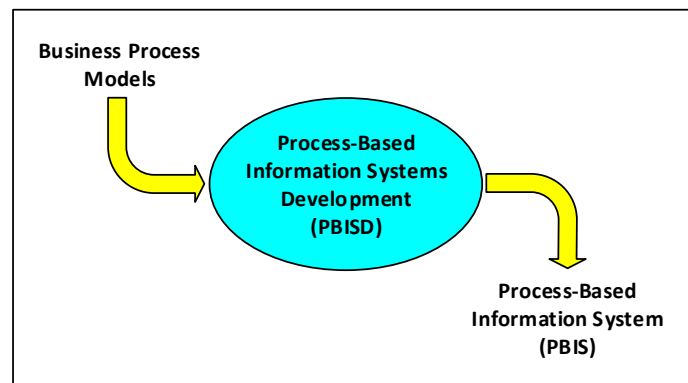 Business Process
Models
Process-Based
Information Systems
Development
(PBISD)
Process-Based
Information System
(PBIS)